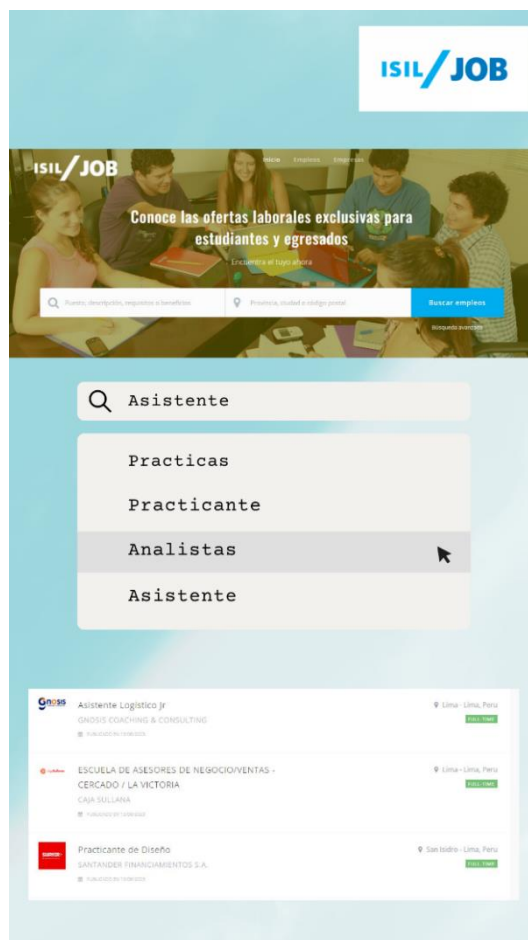 ISIL/JOB
ISIL/JOB
Inicio Empleos Empresas
Conoce las ofertas laborales exclusivas para
estudiantes y egresados
Encuentra el tuyo ahora
Puesto, descripción, requisitos o beneficios
Provincia, ciudad o código postal
Buscar empleos
Búsqueda avanzada
Asistente
Practicas
Practicante
Analistas
Asistente
Gnosis
Asistente Logístico Jr
Lima - Lima, Peru
GNOSIS COACHING & CONSULTING
FULL TIME
ESCUELA DE ASESORES DE NEGOCIO/VENTAS -
CERCADO / LA VICTORIA
Lima - Lima, Peru
FULL TIME
CAJA SULLANA
Practicante de Diseño
San Isidro - Lima, Peru
SANTANDER FINANCIAMIENTOS S.A.
FULL TIME